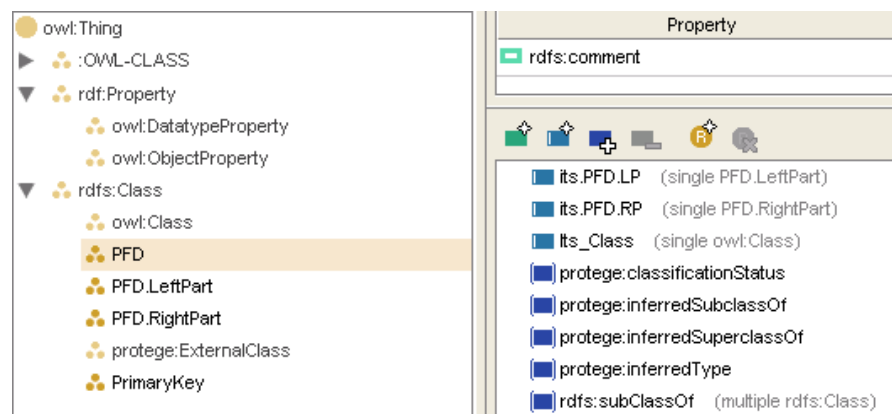 owl:Thing
:OWL-CLASS
rdf:Property
owl:DatatypeProperty
owl:ObjectProperty
rdfs:Class
owl:Class
PFD
PFD.LeftPart
PFD.RightPart
protege:ExternalClass
PrimaryKey
Property
rdfs:comment
R
its.PFD.LP (single PFD.LeftPart)
its.PFD.RP (single PFD.RightPart)
Its_Class (single owl:Class)
protege:classificationStatus
protege:inferredSubclassOf
protege:inferredSuperclassOf
protege:inferredType
rdfs:subClassOf (multiple rdfs:Class)